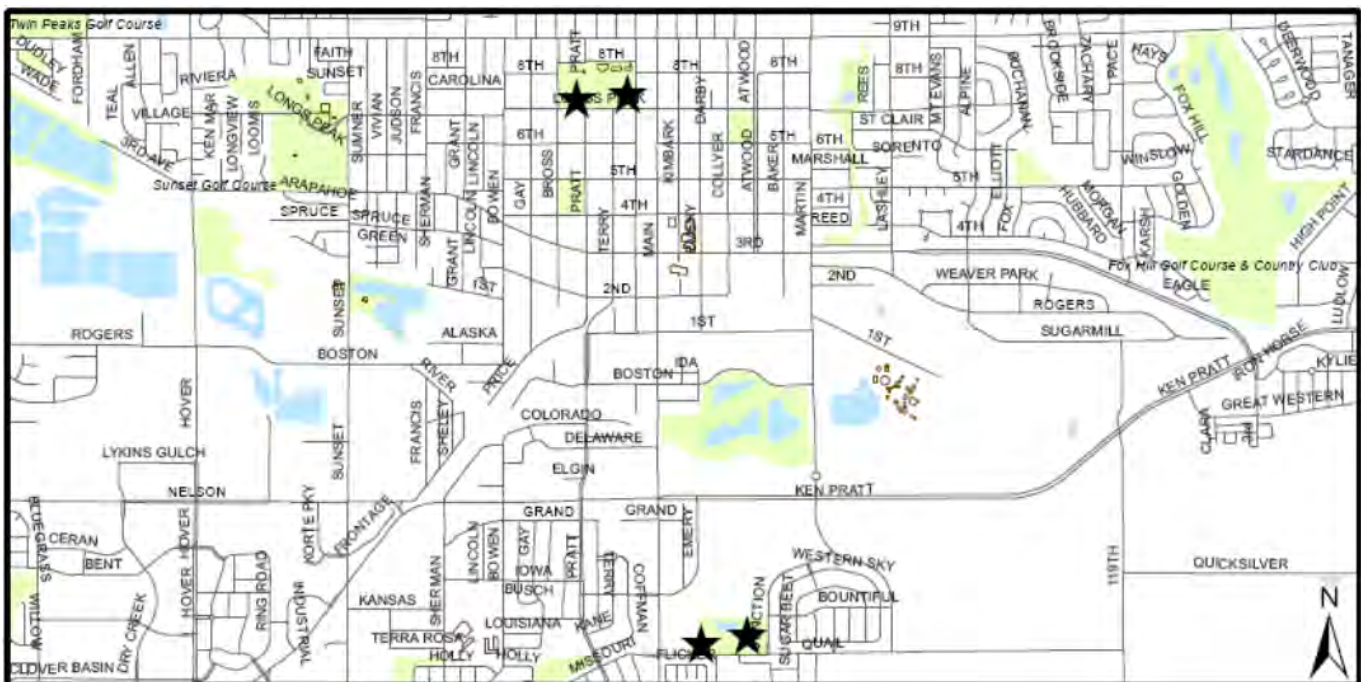 Twin Peaks Golf Course
9TH
DUDLEY
WADE
FORDHAM
TEAL
ALLEN
RIVIERA
FAITH
SUNSET
8TH
CAROLINA
8TH
PRATT
8TH
8TH
DARBY
ATWOOD
8TH
REES
8TH
MT EVANS
ALPINE
BUCHANAN
BROOKSIDE
ZACHARY
PACE
HAYS
DEERWOOD
TANAGER
VILLAGE
KEN MAR
LONGVIEW
LOOMIS
LONGS PEAK
SUMNER
VIVIAN
JUDSON
FRANCIS
FOX HILL
3RD AVE
GRANT
LINCOLN
6TH
6TH
KIMBARK
COLLYER
ATWOOD
BAKER
6TH
ST CLAIR
SORENTO
MARSHALL
WINSLOW
STARDANCE
Sunset Golf Course
ARAPAHOE
SHERMAN
LINCOLN
BOWEN
GAY
BROSS
PRATT
5TH
MARTIN
LASHLEY
5TH
ELLIOTT
GOLDEN
SPRUCE
SPRUCE
GREEN
TERRY
4TH
MAIN
4TH
REED
4TH
FOX
HUBBARD
MORGAN
KARSH
HIGH POINT
GRANT
1ST
3RD
2ND
2ND
WEAVER PARK
Fox Hill Golf Course & Country Club
EAGLE
LUDLOW
ROGERS
SUNSET
BOSTON
ALASKA
1ST
1ST
ROGERS
SUGARMILL
IRON HORSE
KYLIE
HOVER
RIVER
PRICE
BOSTON
IDA
KEN PRATT
GREAT WESTERN
FRANCIS
SHELLEY
COLORADO
DELAWARE
CLARK
LYKINS GULCH
SUNSET
ELGIN
NELSON
KEN PRATT
BLUEGRASS
CERAN
BENT
HOVER
HOVER
KORTE PKY
FRONTAGE
GRAND
GRAND
EMERY
LINCOLN
BOWEN
GAY
IOWA
BUSCH
PRATT
TERRY
COFFMAN
WESTERN SKY
BOUNTIFUL
119TH
QUICKSILVER
WILLOW
DRY CREEK
RING ROAD
INDUSTRIAL
KANSAS
SHERMAN
LOUISIANA
KANE
SUGAR BEET
QUAIL
TERRA ROSA
HOLLY
HOLLY
MISSOURI
CLOVER BASIN
N